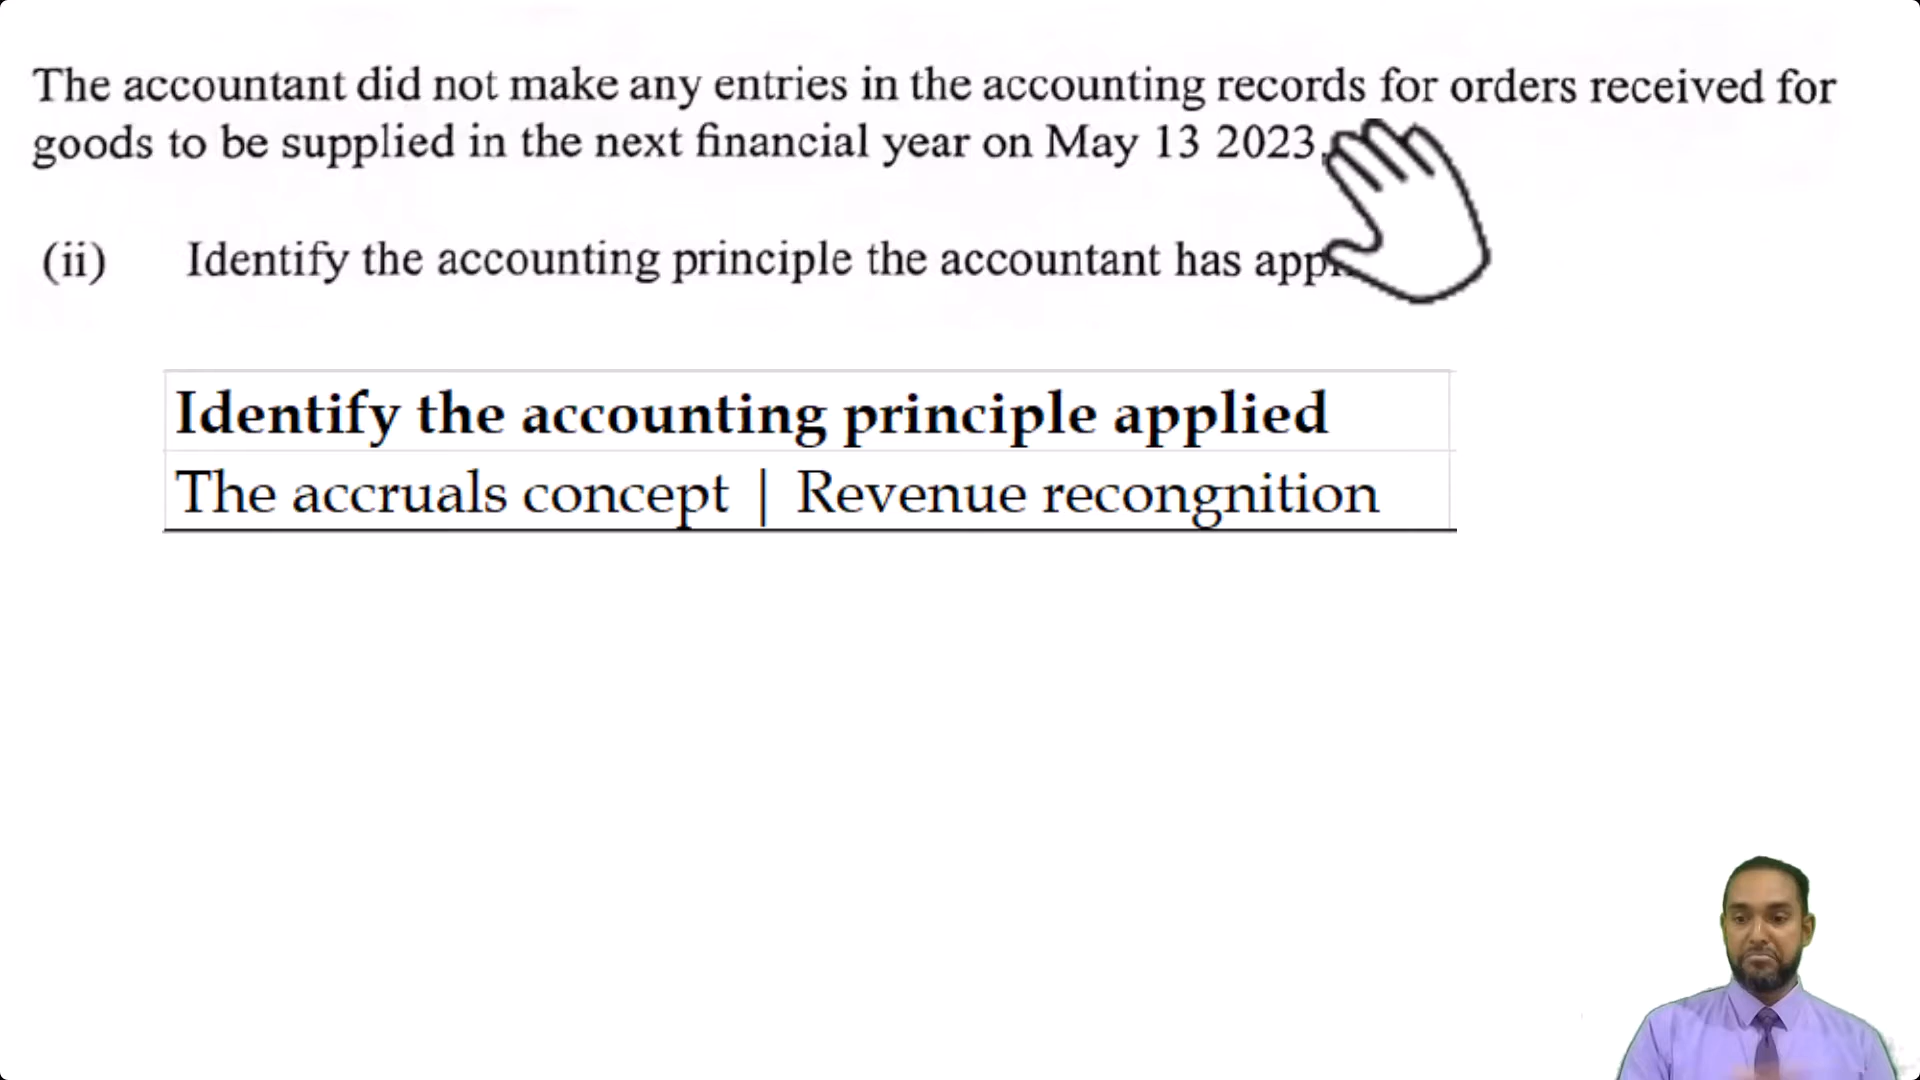 The accountant did not make any entries in the accounting records for orders received for
goods to be supplied in the next financial year on May 13 2023.
(ii) Identify the accounting principle the accountant has
Identify the accounting principle applied
The accruals concept | Revenue recongnition